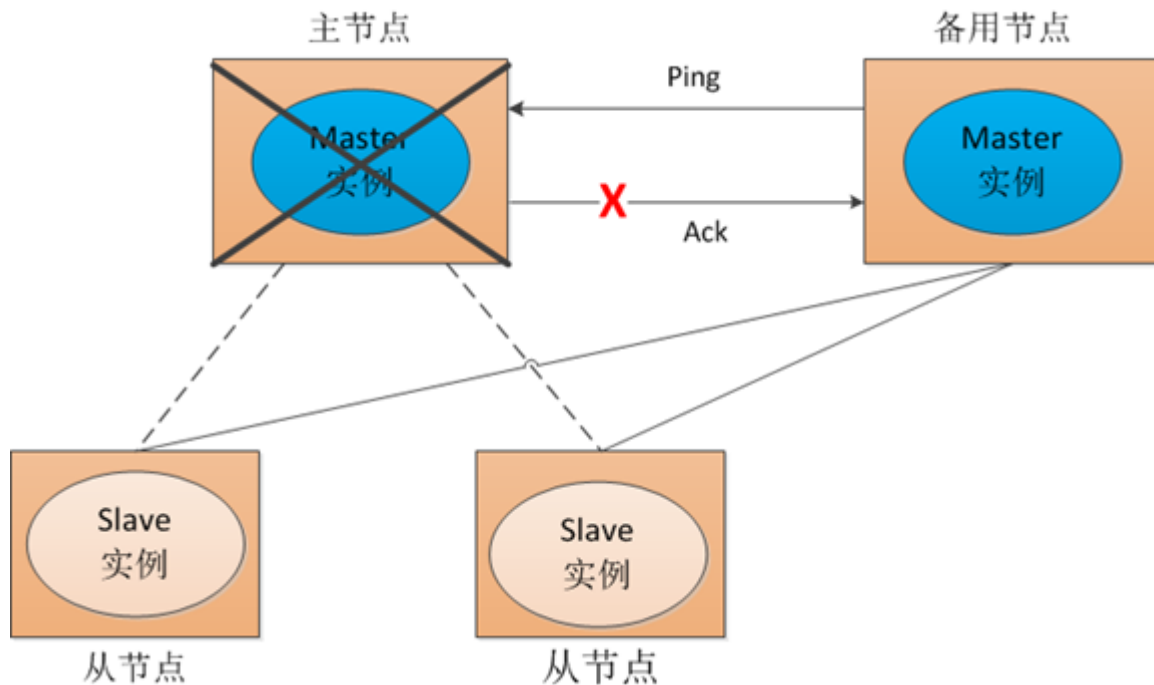 主节点
备用节点
Ping
Master
实例
Master
实例
X
Ack
Slave
实例
Slave
实例
从节点
从节点